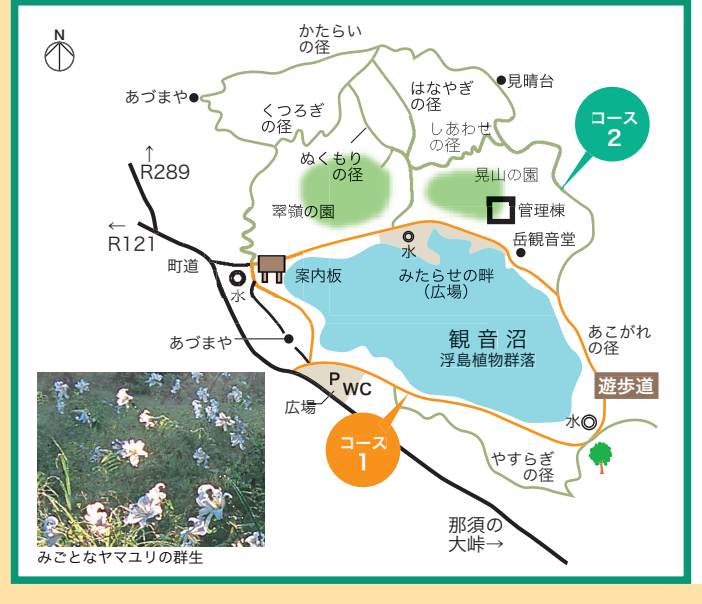 N
かたらい
の径
あづまや
くつろぎ
の径
はなやぎ
の径
見晴台
しあわせ
の径
コース
2
ぬくもり
の径
晃山の園
翠嶺の園
管理棟
↑
R289
←
R121
町道
水
案内板
水
みたらせの畔
（広場）
岳観音堂
あづまや
観音沼
浮島植物群落
あこがれ
の径
P
WC
広場
遊歩道
水
コース
1
やすらぎ
の径
那須の
大峠→
みごとなヤマユリの群生